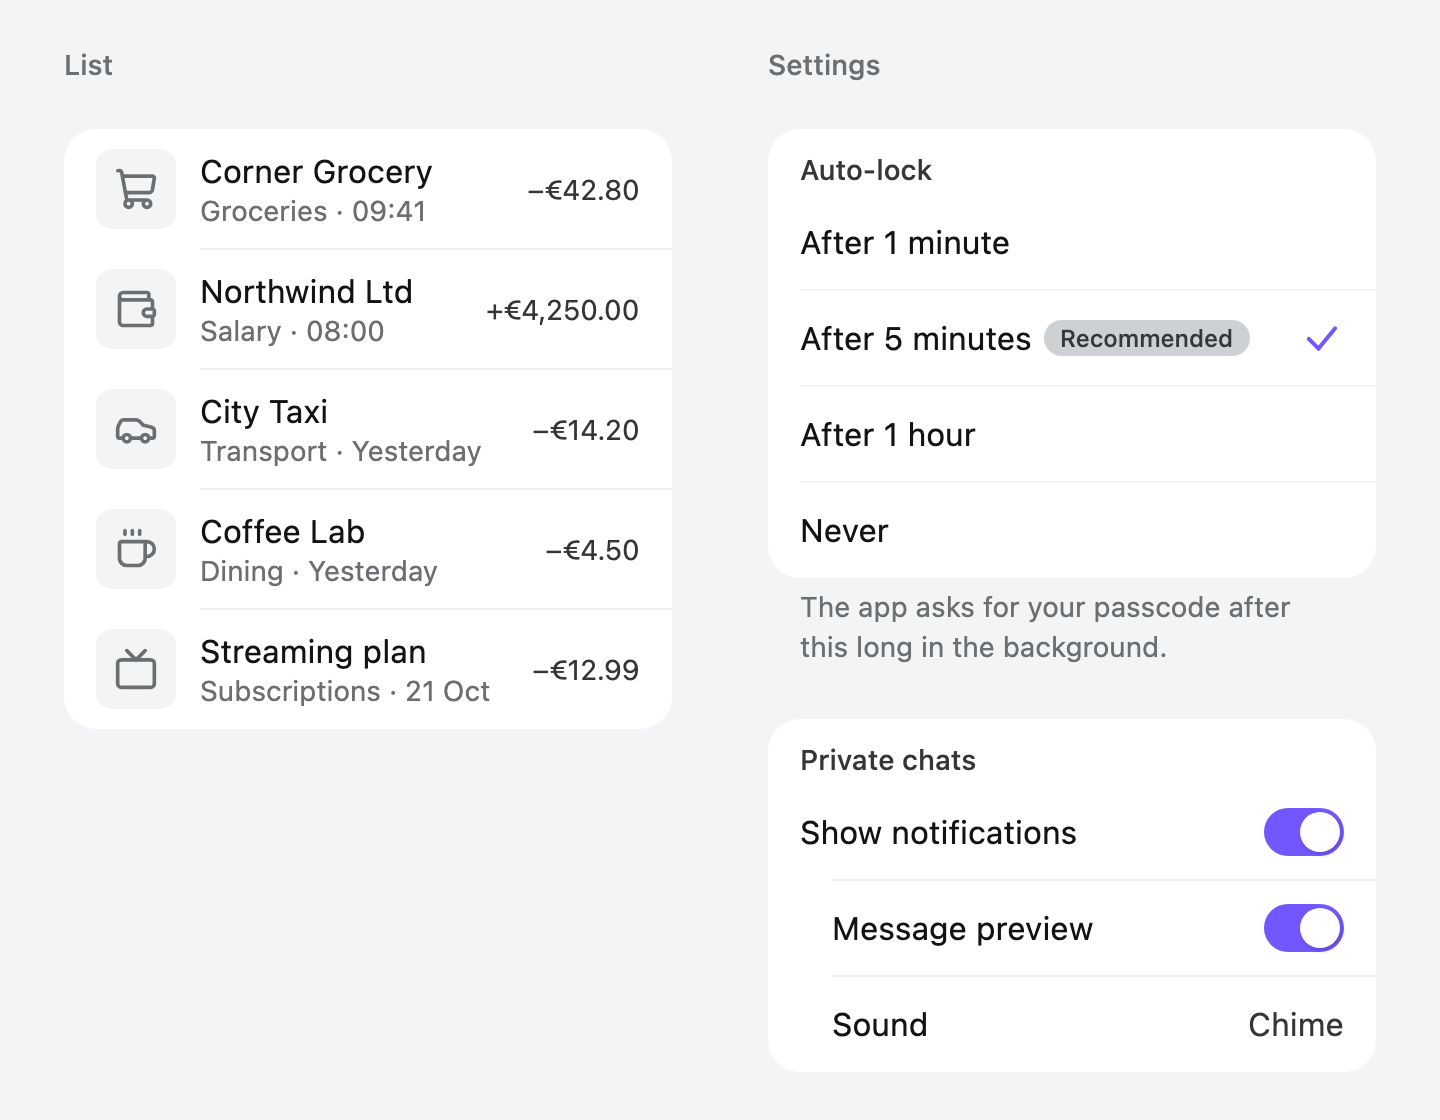 List
Corner Grocery
Groceries · 09:41
–€42.80
Northwind Ltd
Salary · 08:00
+€4,250.00
City Taxi
Transport · Yesterday
–€14.20
Coffee Lab
Dining · Yesterday
–€4.50
Streaming plan
Subscriptions · 21 Oct
–€12.99
Settings
Auto-lock
After 1 minute
After 5 minutes Recommended
After 1 hour
Never
The app asks for your passcode after
this long in the background.
Private chats
Show notifications
Message preview
Sound Chime